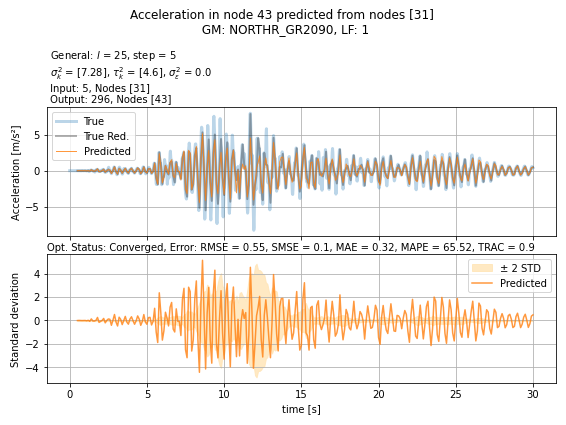 Acceleration in node 43 predicted from nodes [31]
GM: NORTHR_GR2090, LF: 1
General: l = 25, step = 5
σ²ₖ = [7.28], τ²ₖ = [4.6], σ²ε = 0.0
Input: 5, Nodes [31]
Output: 296, Nodes [43]
True
True Red.
Predicted
Acceleration [m/s²]
5
0
−5
Opt. Status: Converged, Error: RMSE = 0.55, SMSE = 0.1, MAE = 0.32, MAPE = 65.52, TRAC = 0.9
± 2 STD
Predicted
Standard deviation
4
2
0
−2
−4
0 5 10 15 20 25 30
time [s]